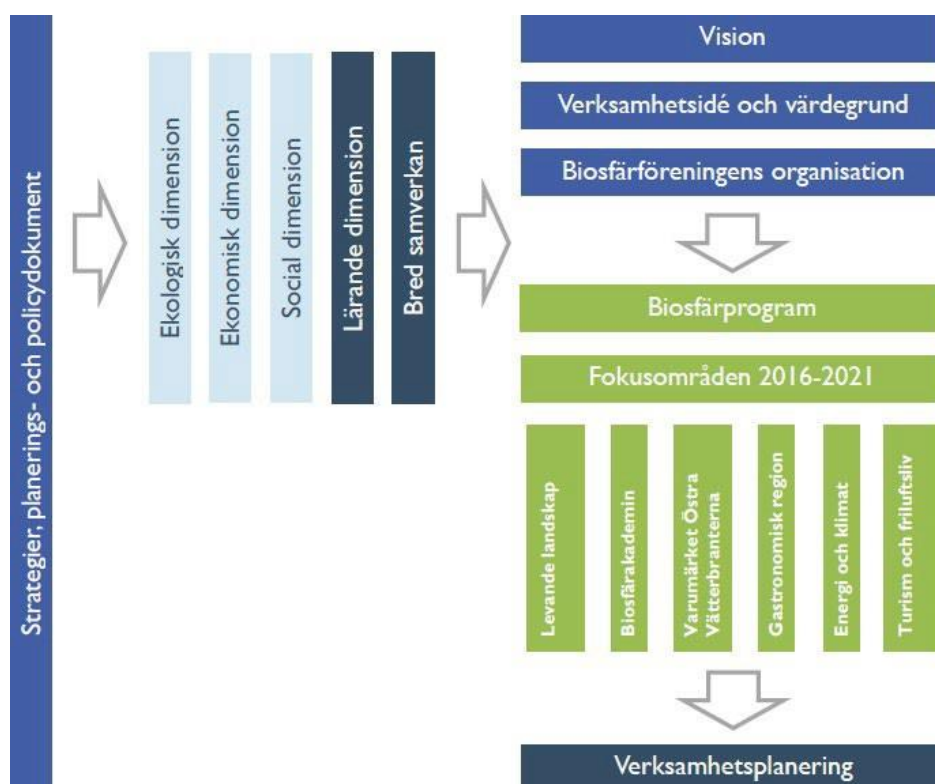 Strategier, planerings- och policydokument
Ekologisk dimension
Ekonomisk dimension
Social dimension
Lärande dimension
Bred samverkan
Vision
Verksamhetsidé och värdegrund
Biosfärföreningens organisation
Biosfärprogram
Fokusområden 2016-2021
Levande landskap
Biosfärakademin
Varumärket Östra
Vätterbranterna
Gastronomisk region
Energi och klimat
Turism och friluftsliv
Verksamhetsplanering